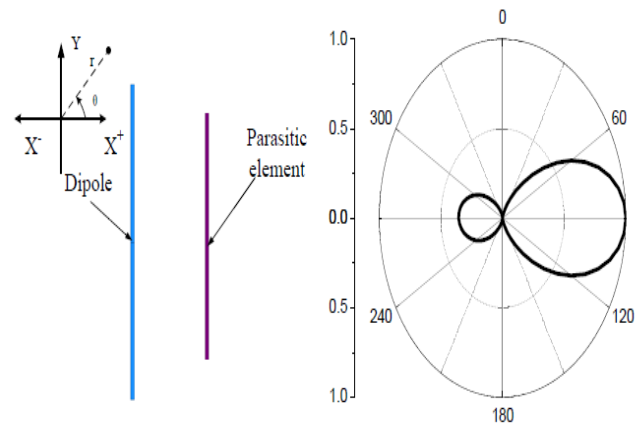 Y
r
θ
X-
X+
Dipole
Parasitic
element
0
1.0
300
60
0.5
0.0
240
120
0.5
1.0
180